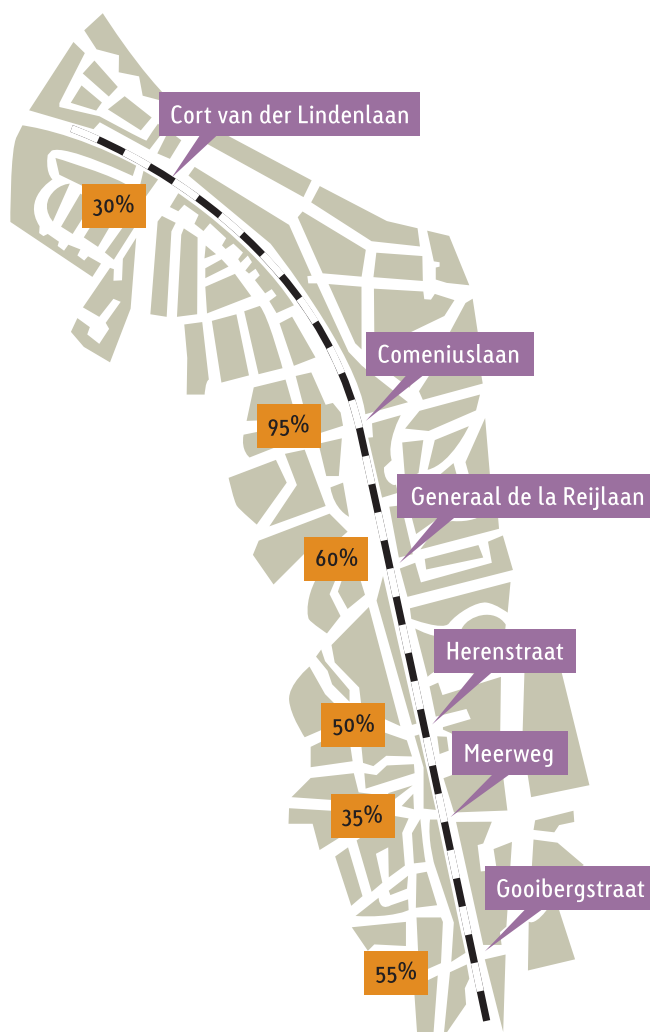 Cort van der Lindenlaan
30%
Comeniuslaan
95%
Generaal de la Reijlaan
60%
Herenstraat
50%
Meerweg
35%
Gooibergstraat
55%